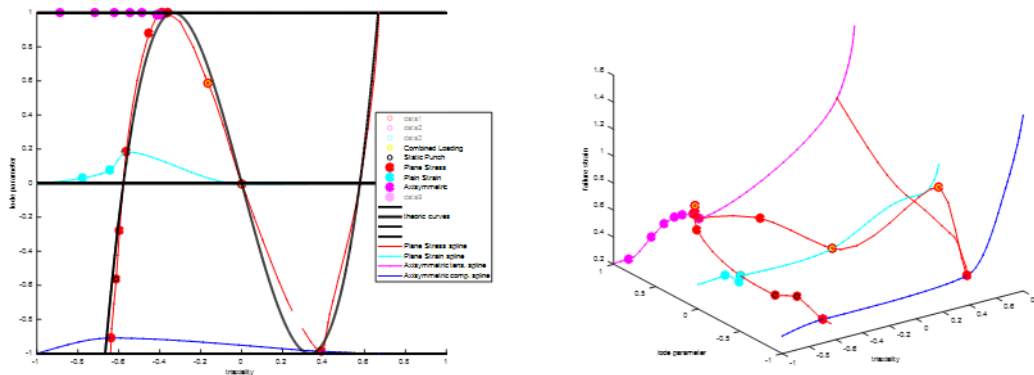 1
0.8
0.6
0.4
0.2
0
-0.2
-0.4
-0.6
-0.8
-1
lode parameter
-1
-0.8
-0.6
-0.4
-0.2
0
0.2
0.4
0.6
0.8
1
triaxiality
data1
data2
data3
Combined Loading
Static Punch
Plane Stress
Plain Strain
Axisymmetric
theoric curves
Plane Stress spline
Plane Strain spline
Axisymmetric tens. spline
Axisymmetric comp. spline
1.6
1.4
1.2
1
0.8
0.6
0.4
0.2
failure strain
1
0.5
0
-0.5
-1
lode parameter
-1
-0.8
-0.6
-0.4
-0.2
0
0.2
0.4
0.6
triaxiality